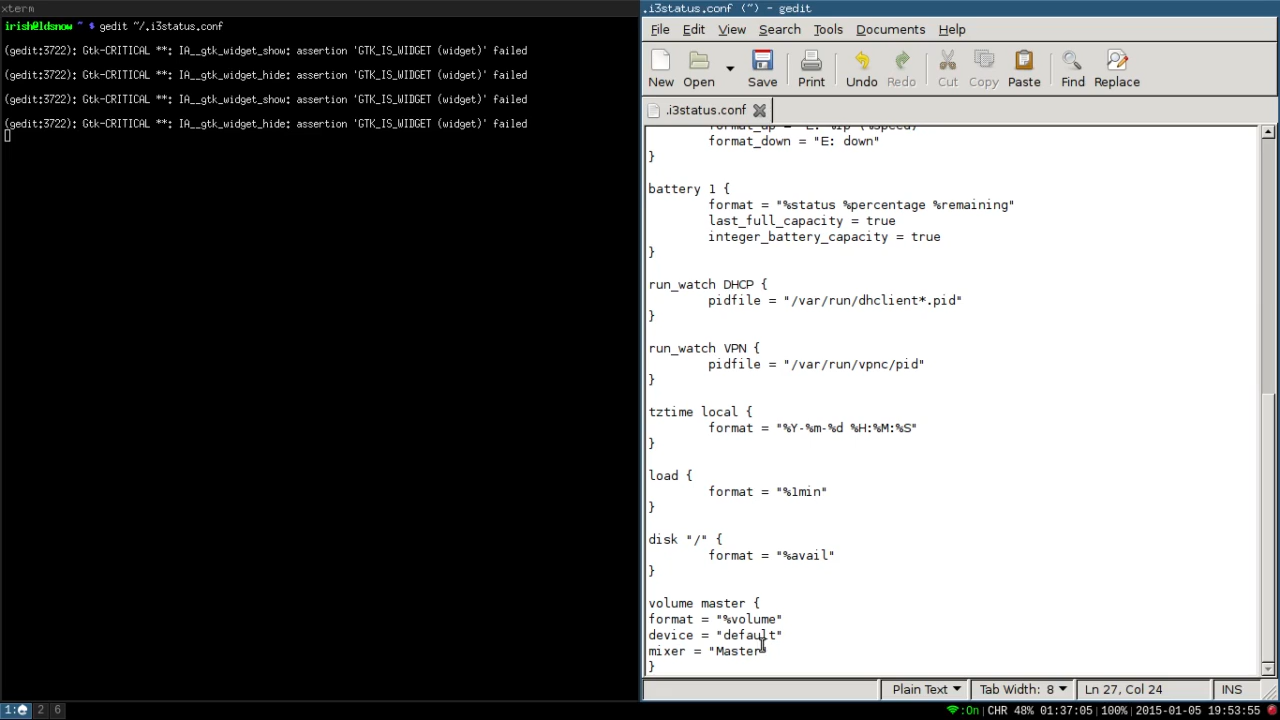 xterm
irish@ldsnow ~ $ gedit ~/.i3status.conf
(gedit:3722): Gtk-CRITICAL **: IA__gtk_widget_show: assertion 'GTK_IS_WIDGET (widget)' failed
(gedit:3722): Gtk-CRITICAL **: IA__gtk_widget_hide: assertion 'GTK_IS_WIDGET (widget)' failed
(gedit:3722): Gtk-CRITICAL **: IA__gtk_widget_show: assertion 'GTK_IS_WIDGET (widget)' failed
(gedit:3722): Gtk-CRITICAL **: IA__gtk_widget_hide: assertion 'GTK_IS_WIDGET (widget)' failed
.i3status.conf (~) - gedit
File Edit View Search Tools Documents Help
New Open Save Print Undo Redo Cut Copy Paste Find Replace
.i3status.conf
format_up = "E: %ip (%speed)"
format_down = "E: down"
}
battery 1 {
format = "%status %percentage %remaining"
last_full_capacity = true
integer_battery_capacity = true
}
run_watch DHCP {
pidfile = "/var/run/dhclient*.pid"
}
run_watch VPN {
pidfile = "/var/run/vpnc/pid"
}
tztime local {
format = "%Y-%m-%d %H:%M:%S"
}
load {
format = "%1min"
}
disk "/" {
format = "%avail"
}
volume master {
format = "%volume"
device = "default"
mixer = "Master"
}
Plain Text Tab Width: 8 Ln 27, Col 24 INS
1: 2 6
:On| CHR 48% 01:37:05| 100%| 2015-01-05 19:53:55